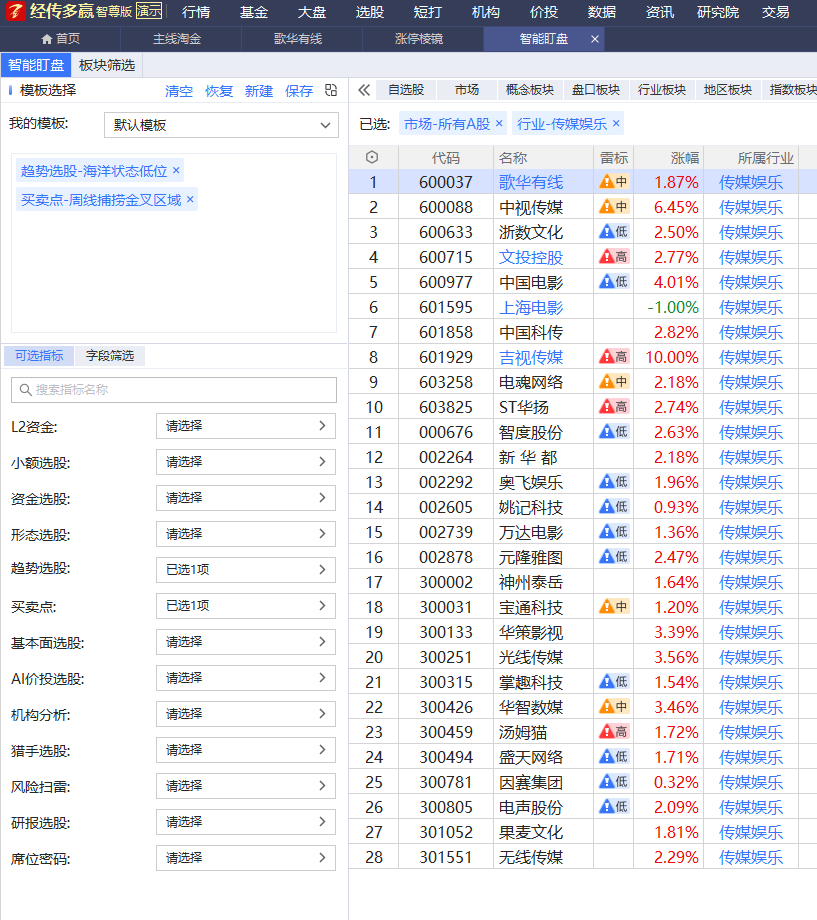 经传多赢 智尊版 演示 行情 基金 大盘 选股 短打 机构 价投 数据 资讯 研究院 交易
首页 主线淘金 歌华有线 涨停棱镜 智能盯盘 ×
智能盯盘 板块筛选
模板选择 清空 恢复 新建 保存
我的模板: 默认模板
趋势选股-海洋状态低位 ×
买卖点-周线捕捞金叉区域 ×
可选指标 字段筛选
搜索指标名称
L2资金: 请选择
小额选股: 请选择
资金选股: 请选择
形态选股: 请选择
趋势选股: 已选1项
买卖点: 已选1项
基本面选股: 请选择
AI价投选股: 请选择
机构分析: 请选择
猎手选股: 请选择
风险扫雷: 请选择
研报选股: 请选择
席位密码: 请选择
自选股 市场 概念板块 盘口板块 行业板块 地区板块 指数板块
已选: 市场-所有A股 × 行业-传媒娱乐 ×
代码 名称 雷标 涨幅 所属行业
1 600037 歌华有线 中 1.87% 传媒娱乐
2 600088 中视传媒 中 6.45% 传媒娱乐
3 600633 浙数文化 低 2.50% 传媒娱乐
4 600715 文投控股 高 2.77% 传媒娱乐
5 600977 中国电影 低 4.01% 传媒娱乐
6 601595 上海电影 -1.00% 传媒娱乐
7 601858 中国科传 2.82% 传媒娱乐
8 601929 吉视传媒 高 10.00% 传媒娱乐
9 603258 电魂网络 中 2.18% 传媒娱乐
10 603825 ST华扬 高 2.74% 传媒娱乐
11 000676 智度股份 低 2.63% 传媒娱乐
12 002264 新 华 都 2.18% 传媒娱乐
13 002292 奥飞娱乐 低 1.96% 传媒娱乐
14 002605 姚记科技 低 0.93% 传媒娱乐
15 002739 万达电影 低 1.36% 传媒娱乐
16 002878 元隆雅图 低 2.47% 传媒娱乐
17 300002 神州泰岳 1.64% 传媒娱乐
18 300031 宝通科技 中 1.20% 传媒娱乐
19 300133 华策影视 3.39% 传媒娱乐
20 300251 光线传媒 3.56% 传媒娱乐
21 300315 掌趣科技 低 1.54% 传媒娱乐
22 300426 华智数媒 中 3.46% 传媒娱乐
23 300459 汤姆猫 高 1.72% 传媒娱乐
24 300494 盛天网络 低 1.71% 传媒娱乐
25 300781 因赛集团 低 0.32% 传媒娱乐
26 300805 电声股份 低 2.09% 传媒娱乐
27 301052 果麦文化 1.81% 传媒娱乐
28 301551 无线传媒 2.29% 传媒娱乐